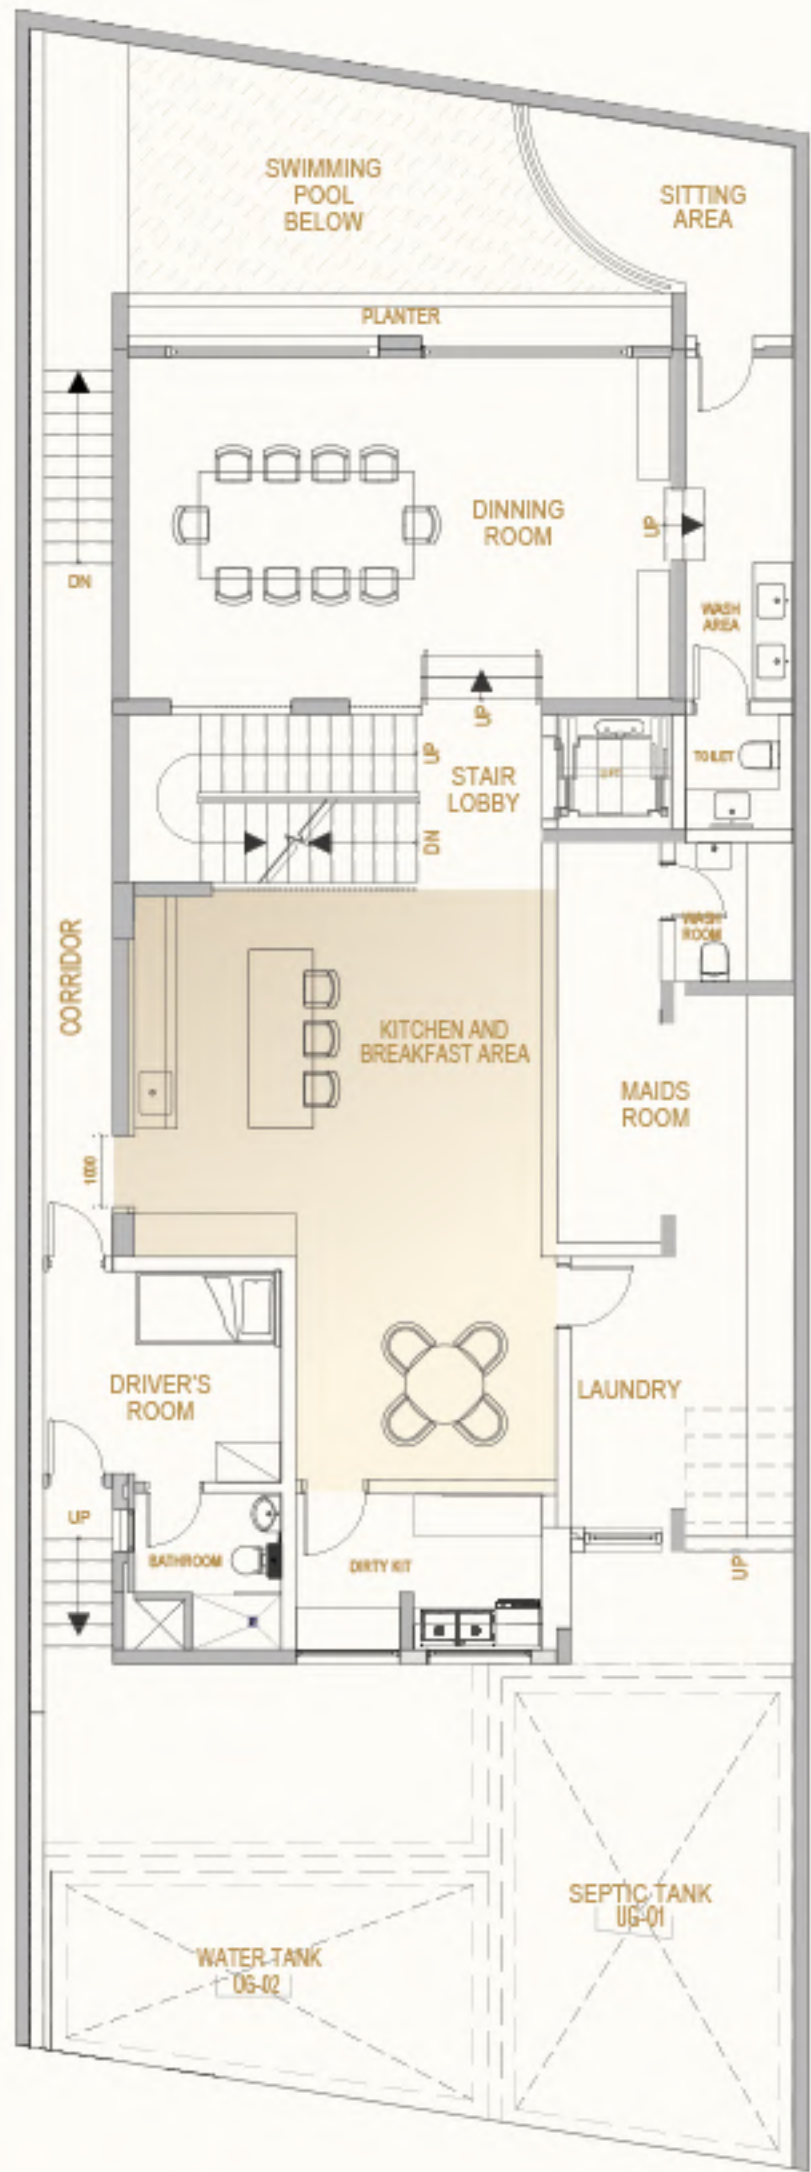 SWIMMING
POOL
BELOW
SITTING
AREA
PLANTER
DINNING
ROOM
UP
DN
WASH
AREA
UP
UP
STAIR
LOBBY
TOILET
DN
CORRIDOR
WASH
ROOM
KITCHEN AND
BREAKFAST AREA
MAIDS
ROOM
1000
DRIVER'S
ROOM
LAUNDRY
UP
BATHROOM
DIRTY KIT
UP
SEPTIC TANK
UG-01
WATER TANK
UG-02